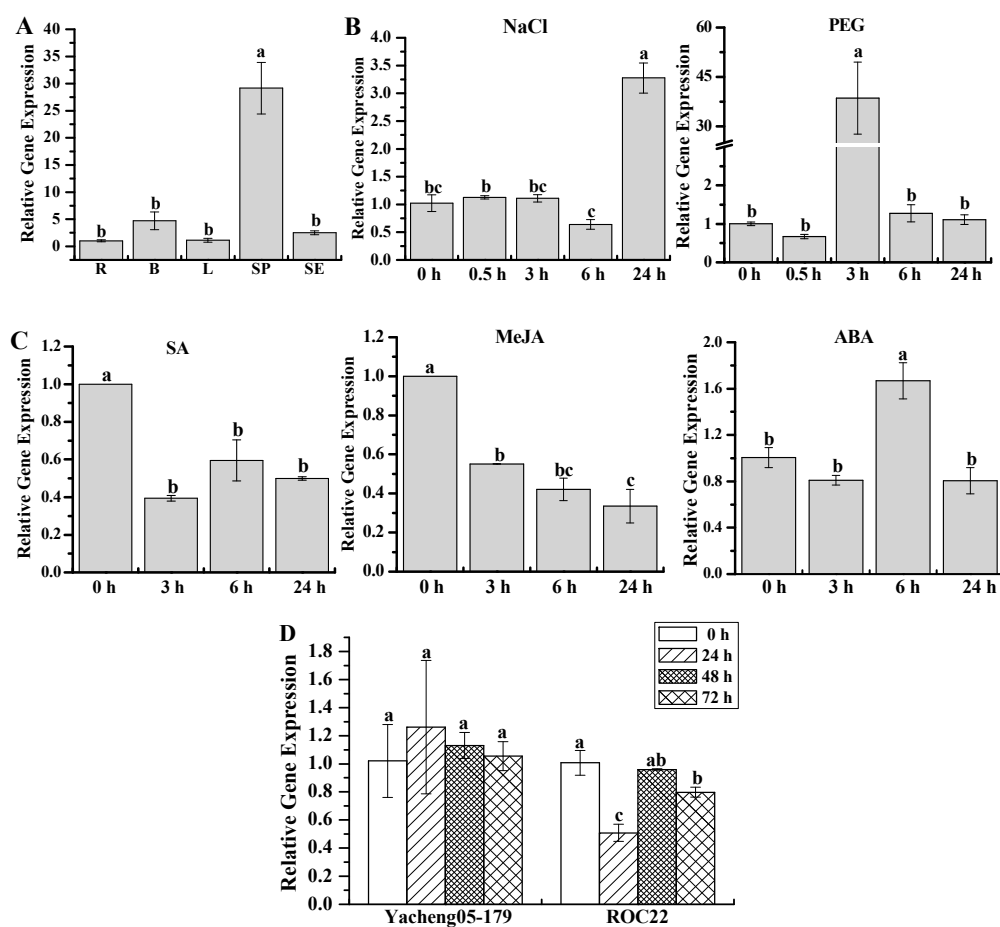 A
Relative Gene Expression
40
35
30
25
20
15
10
5
0
b
b
b
a
b
R B L SP SE
B
NaCl
Relative Gene Expression
4.0
3.5
3.0
2.5
2.0
1.5
1.0
0.5
0.0
bc
b
bc
c
a
0 h 0.5 h 3 h 6 h 24 h
PEG
Relative Gene Expression
60
45
30
2
1
0
b
b
a
b
b
0 h 0.5 h 3 h 6 h 24 h
C
SA
Relative Gene Expression
1.2
1.0
0.8
0.6
0.4
0.2
0.0
a
b
b
b
0 h 3 h 6 h 24 h
MeJA
Relative Gene Expression
1.2
1.0
0.8
0.6
0.4
0.2
0.0
a
b
bc
c
0 h 3 h 6 h 24 h
ABA
Relative Gene Expression
2.0
1.6
1.2
0.8
0.4
0.0
b
b
a
b
0 h 3 h 6 h 24 h
D
Relative Gene Expression
1.8
1.6
1.4
1.2
1.0
0.8
0.6
0.4
0.2
0.0
a
a
a
a
a
c
ab
b
0 h
24 h
48 h
72 h
Yacheng05-179 ROC22